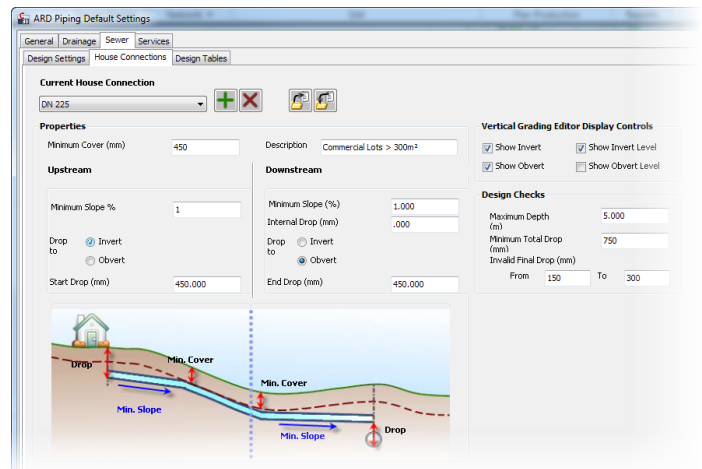 ARD Piping Default Settings
General Drainage Sewer Services
Design Settings House Connections Design Tables
Current House Connection
DN 225
Properties
Minimum Cover (mm) 450 Description Commercial Lots > 300m²
Upstream Downstream
Minimum Slope % 1 Minimum Slope (%) 1.000
Internal Drop (mm) .000
Drop to Invert Drop to Invert
Obvert Obvert
Start Drop (mm) 450.000 End Drop (mm) 450.000
Vertical Grading Editor Display Controls
Show Invert Show Invert Level
Show Obvert Show Obvert Level
Design Checks
Maximum Depth (m) 5.000
Minimum Total Drop (mm) 750
Invalid Final Drop (mm)
From 150 To 300
Drop Min. Cover
Min. Cover
Min. Slope
Min. Slope Drop